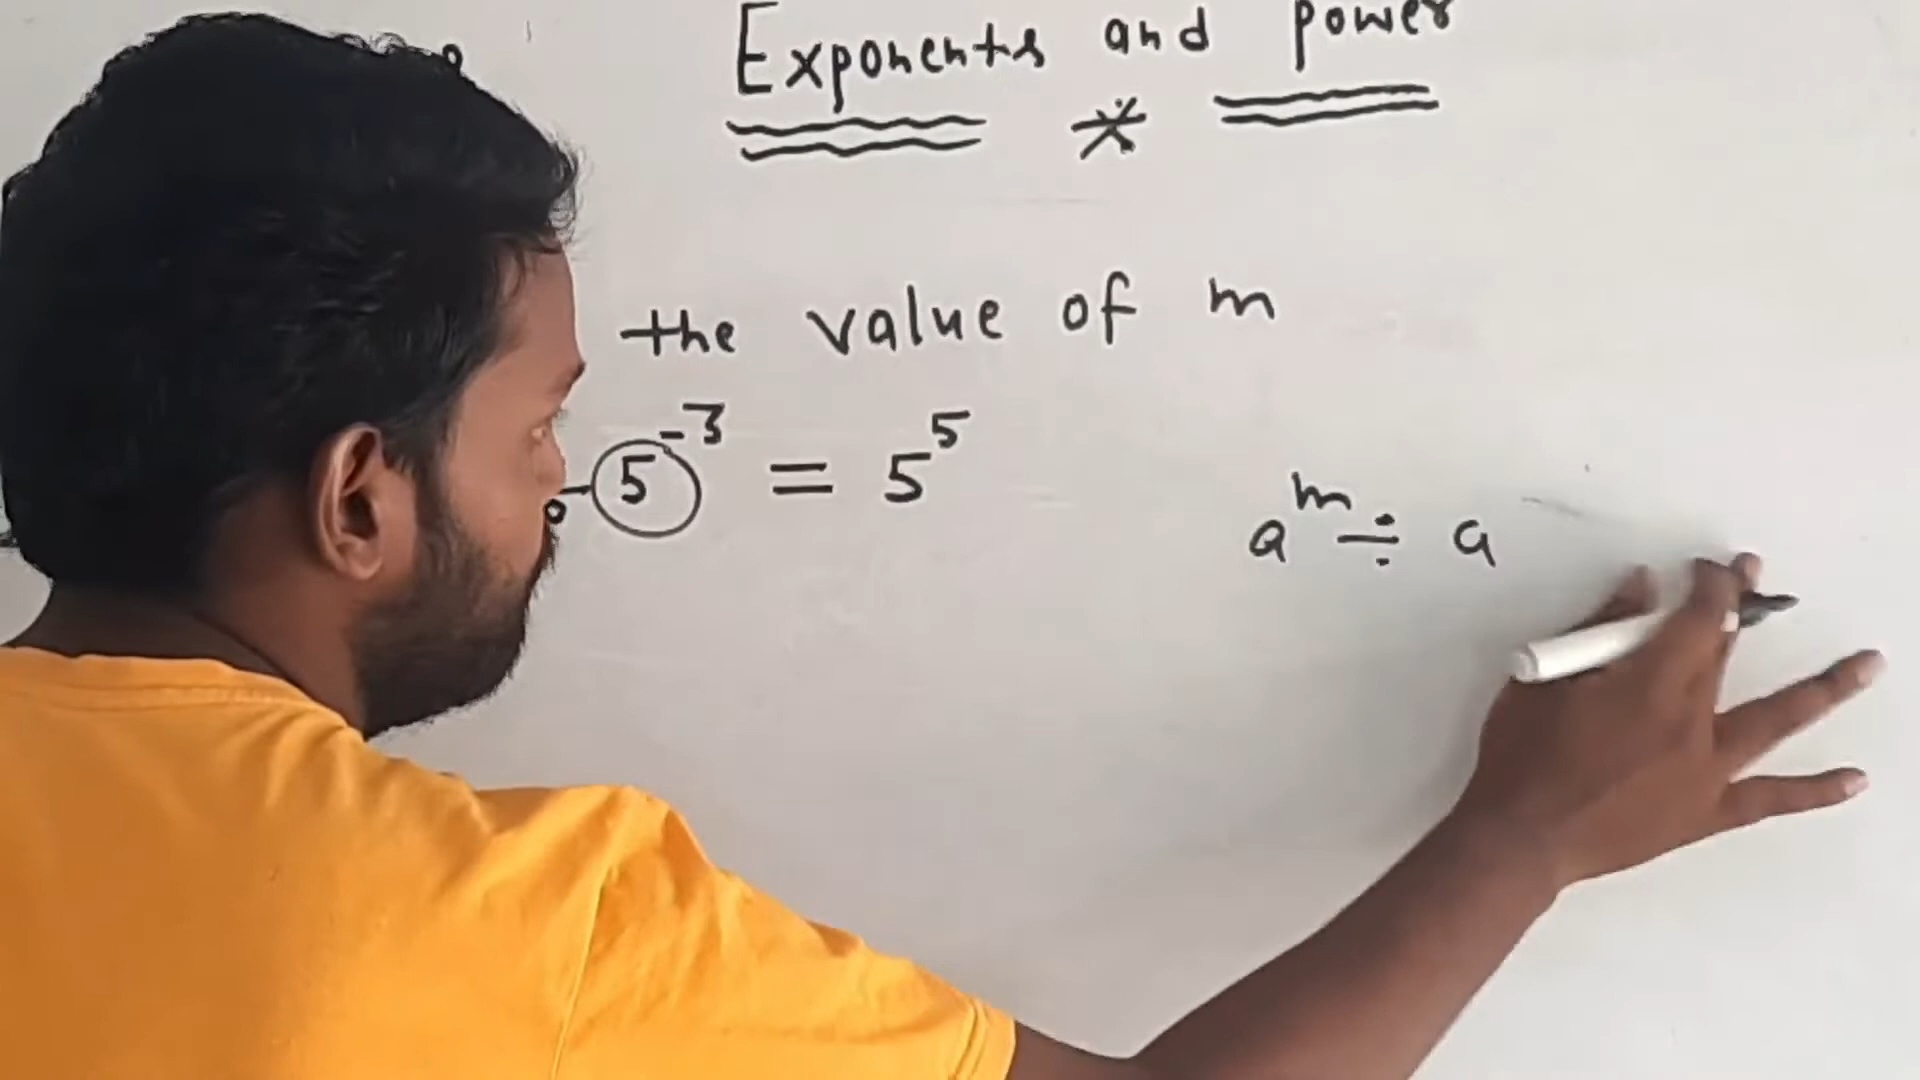 Exponents and power
the value of m
÷ 5⁻³ = 5⁵
aᵐ ÷ a